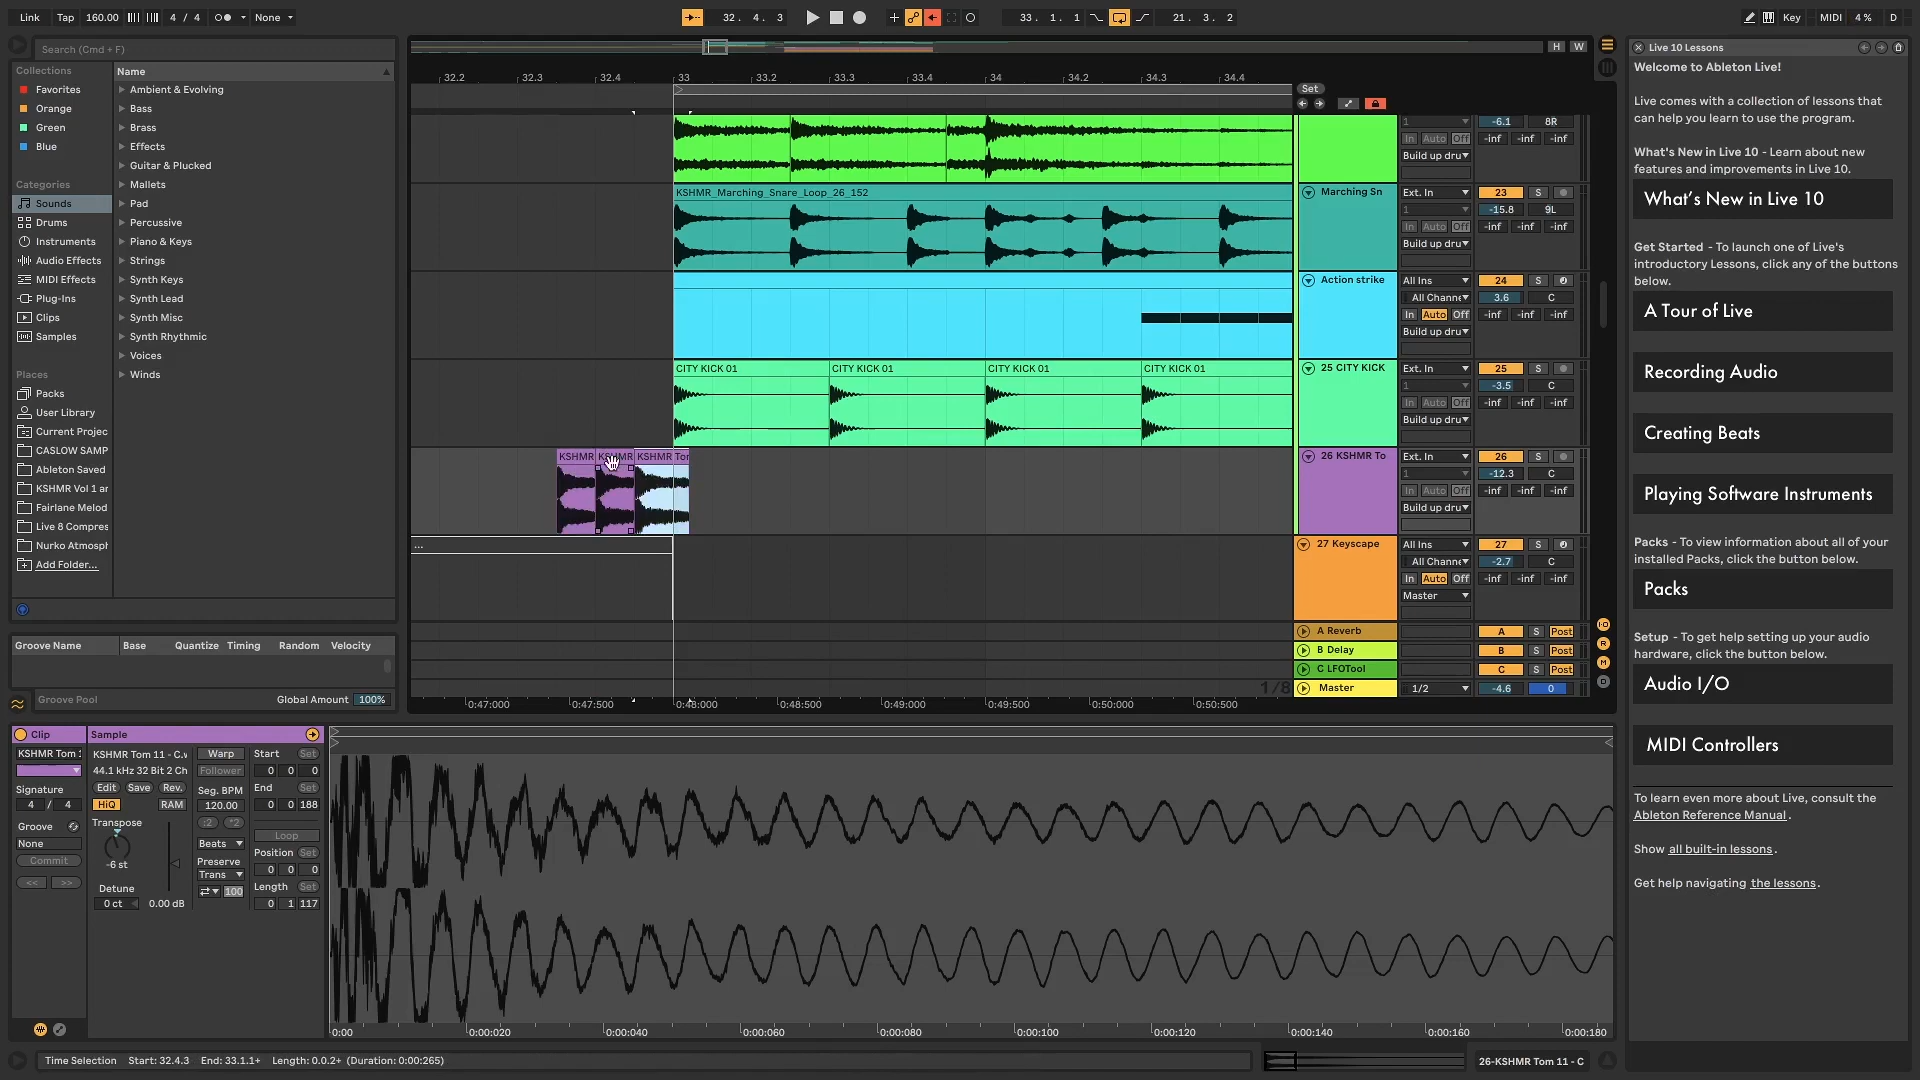 Link Tap 160.00 4 / 4 None
32. 4. 3
33. 1. 1 21. 3. 2
Key MIDI 4 % D
Search (Cmd + F)
Collections
Favorites
Orange
Green
Blue
Categories
Sounds
Drums
Instruments
Audio Effects
MIDI Effects
Plug-Ins
Clips
Samples
Places
Packs
User Library
Current Projec
CASLOW SAMP
Ableton Saved
KSHMR Vol 1 ar
Fairlane Melod
Live 8 Compres
Nurko Atmosph
Add Folder...
Name
Ambient & Evolving
Bass
Brass
Effects
Guitar & Plucked
Mallets
Pad
Percussive
Piano & Keys
Strings
Synth Keys
Synth Lead
Synth Misc
Synth Rhythmic
Voices
Winds
Groove Name Base Quantize Timing Random Velocity
Groove Pool Global Amount 100%
H W
32.2 32.3 32.4 33 33.2 33.3 33.4 34 34.2 34.3 34.4
Set
1 -6.1 8R
In Auto Off -inf -inf -inf
Build up dru
KSHMR_Marching_Snare_Loop_26_152
Marching Sn Ext. In 23 S
1 -15.8 9L
In Auto Off -inf -inf -inf
Build up dru
Action strike All Ins 24 S
All Channe 3.6 C
In Auto Off -inf -inf -inf
Build up dru
CITY KICK 01 CITY KICK 01 CITY KICK 01 CITY KICK 01
25 CITY KICK Ext. In 25 S
1 -3.5 C
In Auto Off -inf -inf -inf
Build up dru
KSHMR KSHMR KSHMR Tor
26 KSHMR To Ext. In 26 S
1 -12.3 C
In Auto Off -inf -inf -inf
Build up dru
...
27 Keyscape All Ins 27 S
All Channe -2.7 C
In Auto Off -inf -inf -inf
Master
A Reverb A S Post
B Delay B S Post
C LFOTool C S Post
1/8 Master 1/2 -4.6 0
0:47:000 0:47:500 0:48:000 0:48:500 0:49:000 0:49:500 0:50:000 0:50:500
Clip
KSHMR Tom 1
Signature
4 / 4
Groove
None
Commit
<< >>
Sample
KSHMR Tom 11 - C.v
44.1 kHz 32 Bit 2 Ch
Edit Save Rev.
HiQ RAM
Transpose
-6 st
Detune
0 ct 0.00 dB
Warp
Follower
Seg. BPM
120.00
:2 *2
Beats
Preserve
Trans
100
Start Set
0 0 0
End Set
0 0 188
Loop
Position Set
0 0 0
Length Set
0 1 117
0:00 0:00:020 0:00:040 0:00:060 0:00:080 0:00:100 0:00:120 0:00:140 0:00:160 0:00:180
Time Selection Start: 32.4.3 End: 33.1.1+ Length: 0.0.2+ (Duration: 0:00:265)
26-KSHMR Tom 11 - C
Live 10 Lessons
Welcome to Ableton Live!
Live comes with a collection of lessons that
can help you learn to use the program.
What's New in Live 10 - Learn about new
features and improvements in Live 10.
What's New in Live 10
Get Started - To launch one of Live's
introductory Lessons, click any of the buttons
below.
A Tour of Live
Recording Audio
Creating Beats
Playing Software Instruments
Packs - To view information about all of your
installed Packs, click the button below.
Packs
Setup - To get help setting up your audio
hardware, click the button below.
Audio I/O
MIDI Controllers
To learn even more about Live, consult the
Ableton Reference Manual.
Show all built-in lessons.
Get help navigating the lessons.